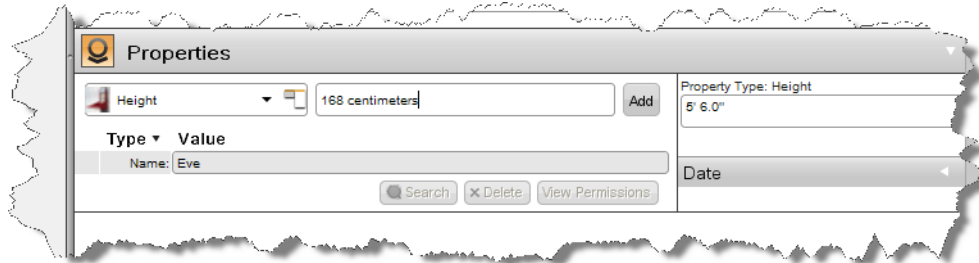 Properties
Height
168 centimeters
Add
Property Type: Height
5' 6.0"
Type Value
Name: Eve
Search Delete View Permissions
Date